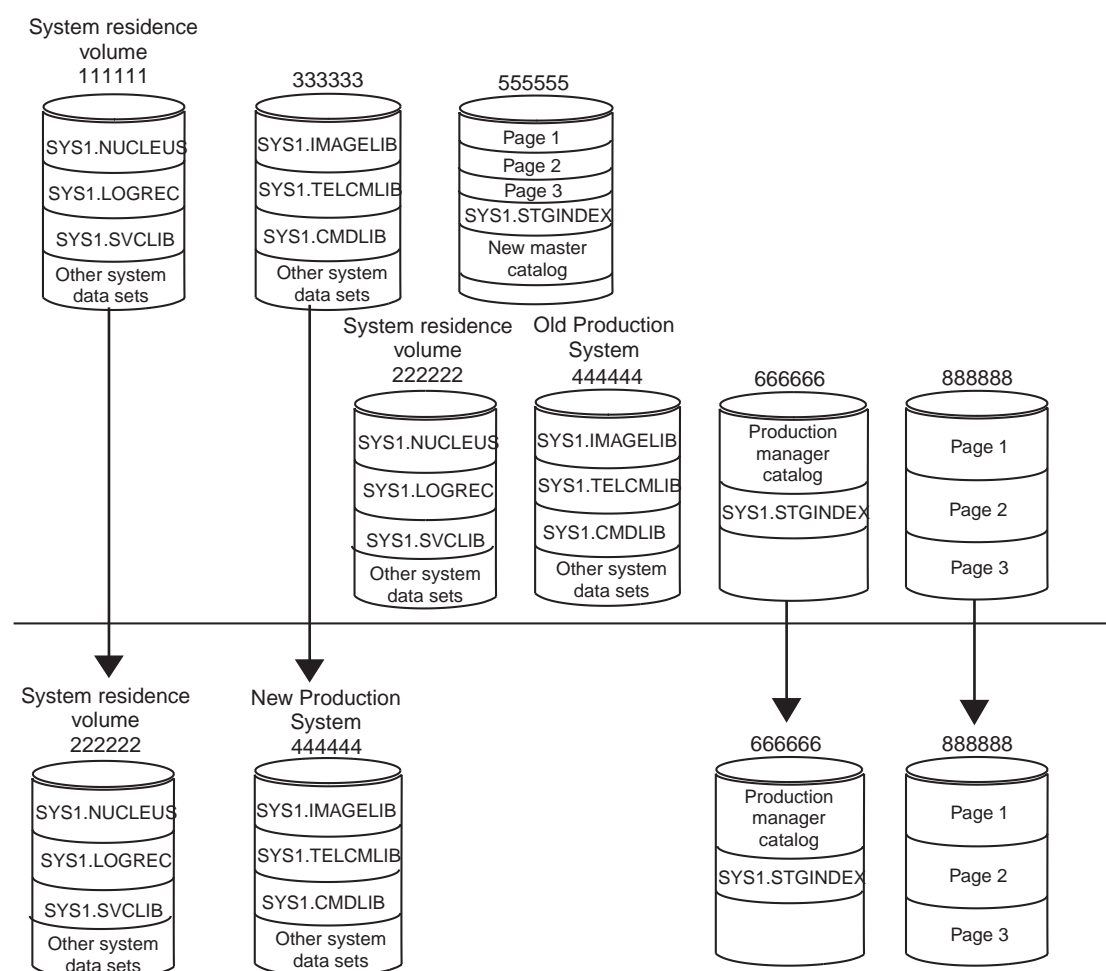 System residence
volume
111111
333333
555555
SYS1.NUCLEUS
SYS1.LOGREC
SYS1.SVCLIB
Other system
data sets
SYS1.IMAGELIB
SYS1.TELCMLIB
SYS1.CMDLIB
Other system
data sets
Page 1
Page 2
Page 3
SYS1.STGINDEX
New master
catalog
System residence
volume
222222
Old Production
System
444444
666666
888888
SYS1.NUCLEUS
SYS1.LOGREC
SYS1.SVCLIB
Other system
data sets
SYS1.IMAGELIB
SYS1.TELCMLIB
SYS1.CMDLIB
Other system
data sets
Production
manager
catalog
SYS1.STGINDEX
Page 1
Page 2
Page 3
System residence
volume
222222
New Production
System
444444
666666
888888
SYS1.NUCLEUS
SYS1.LOGREC
SYS1.SVCLIB
Other system
data sets
SYS1.IMAGELIB
SYS1.TELCMLIB
SYS1.CMDLIB
Other system
data sets
Production
manager
catalog
SYS1.STGINDEX
Page 1
Page 2
Page 3